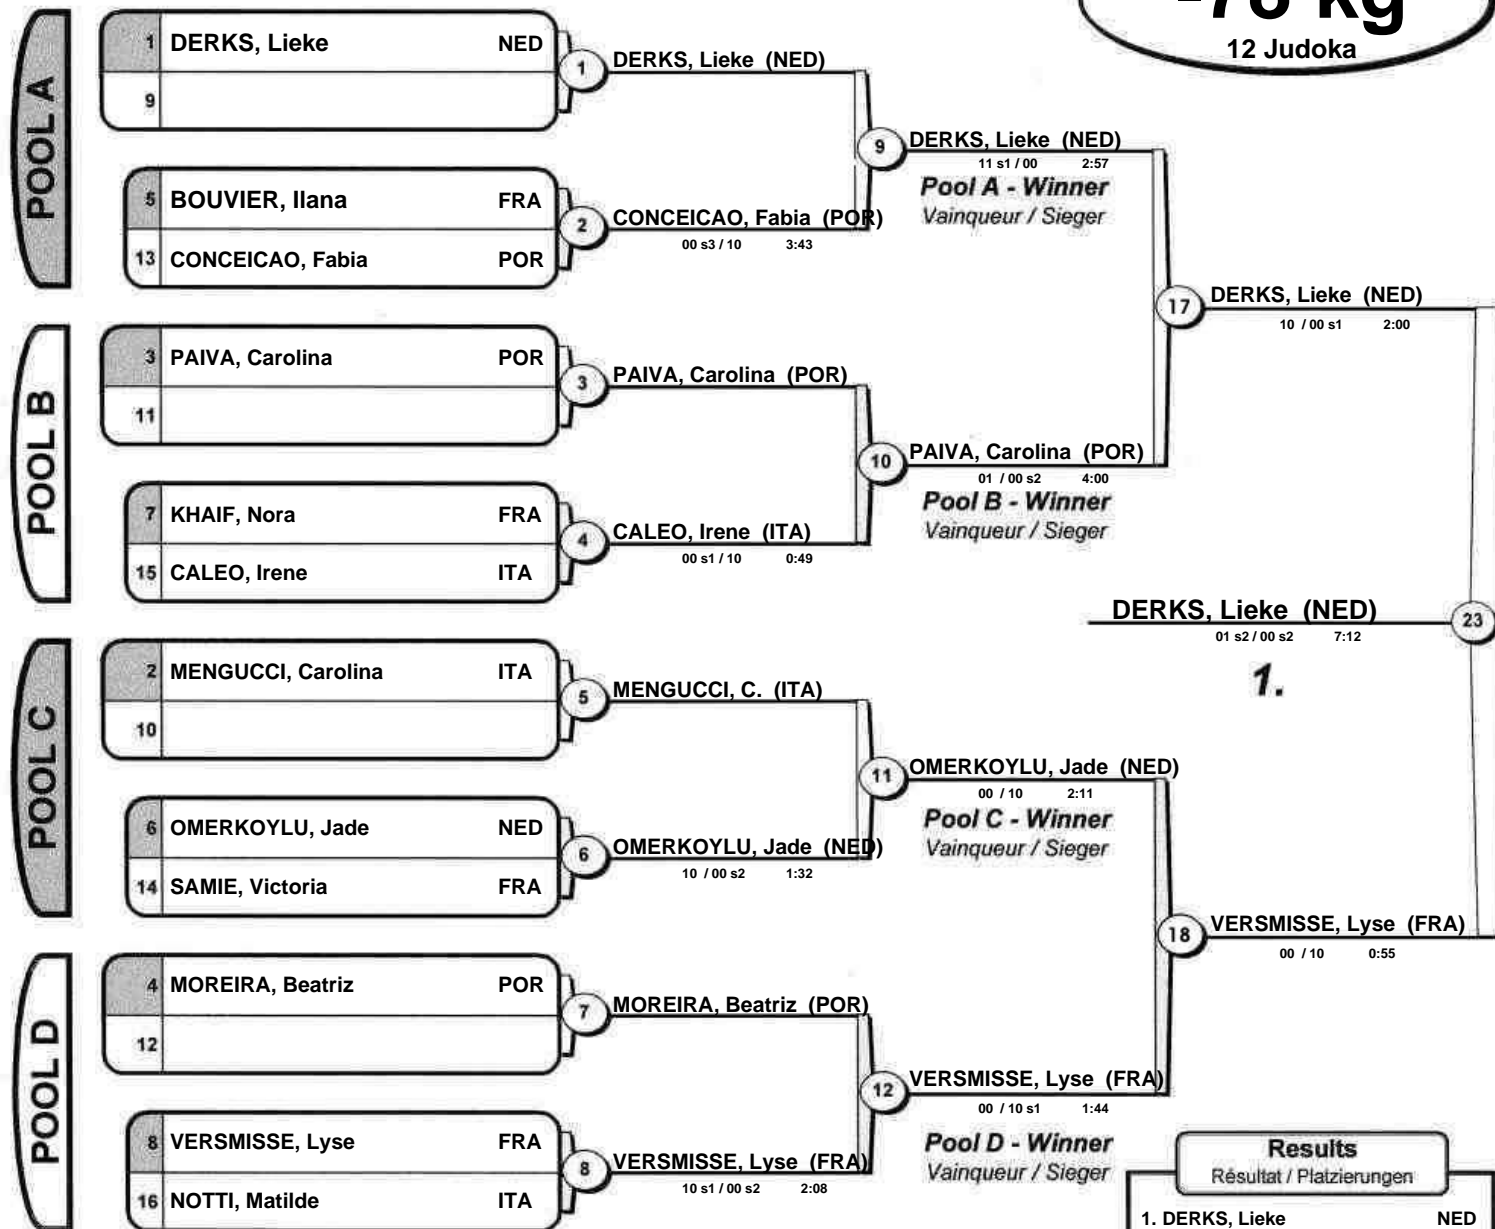 -78 kg
12 Judoka
POOL A
1 DERKS, Lieke NED
9
1 DERKS, Lieke (NED)
5 BOUVIER, Ilana FRA
13 CONCEICAO, Fabia POR
2 CONCEICAO, Fabia (POR)
00 s3 / 10 3:43
9 DERKS, Lieke (NED)
11 s1 / 00 2:57
Pool A - Winner
Vainqueur / Sieger
POOL B
3 PAIVA, Carolina POR
11
3 PAIVA, Carolina (POR)
7 KHAIF, Nora FRA
15 CALEO, Irene ITA
4 CALEO, Irene (ITA)
00 s1 / 10 0:49
10 PAIVA, Carolina (POR)
01 / 00 s2 4:00
Pool B - Winner
Vainqueur / Sieger
17 DERKS, Lieke (NED)
10 / 00 s1 2:00
DERKS, Lieke (NED) 23
01 s2 / 00 s2 7:12
1.
POOL C
2 MENGUCCI, Carolina ITA
10
5 MENGUCCI, C. (ITA)
6 OMERKOYLU, Jade NED
14 SAMIE, Victoria FRA
6 OMERKOYLU, Jade (NED)
10 / 00 s2 1:32
11 OMERKOYLU, Jade (NED)
00 / 10 2:11
Pool C - Winner
Vainqueur / Sieger
POOL D
4 MOREIRA, Beatriz POR
12
7 MOREIRA, Beatriz (POR)
8 VERSMISSE, Lyse FRA
16 NOTTI, Matilde ITA
8 VERSMISSE, Lyse (FRA)
10 s1 / 00 s2 2:08
12 VERSMISSE, Lyse (FRA)
00 / 10 s1 1:44
Pool D - Winner
Vainqueur / Sieger
18 VERSMISSE, Lyse (FRA)
00 / 10 0:55
Results
Résultat / Platzierungen
1. DERKS, Lieke NED